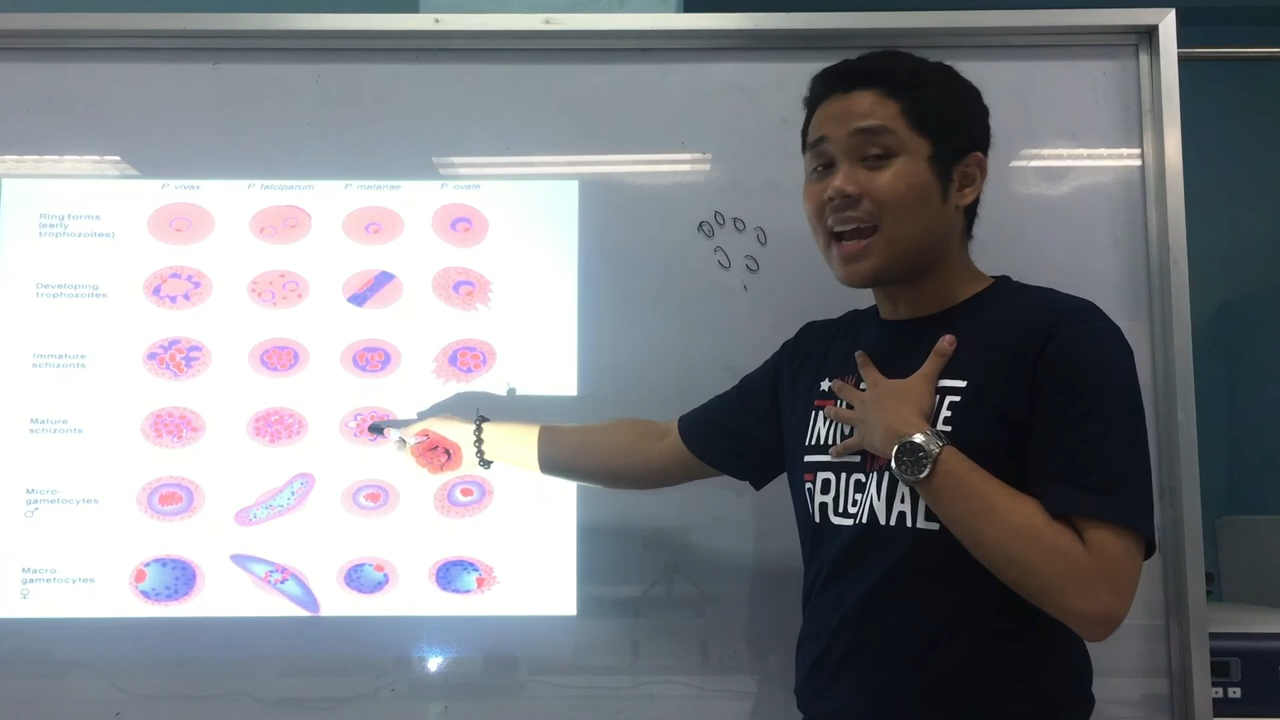 P vivax P falciparum P malariae P ovale
Ring forms
(early
trophozoites)
Developing
trophozoites
Immature
schizonts
Mature
schizonts
Micro-
gametocytes
♂
Macro-
gametocytes
♀
ORIGINAL